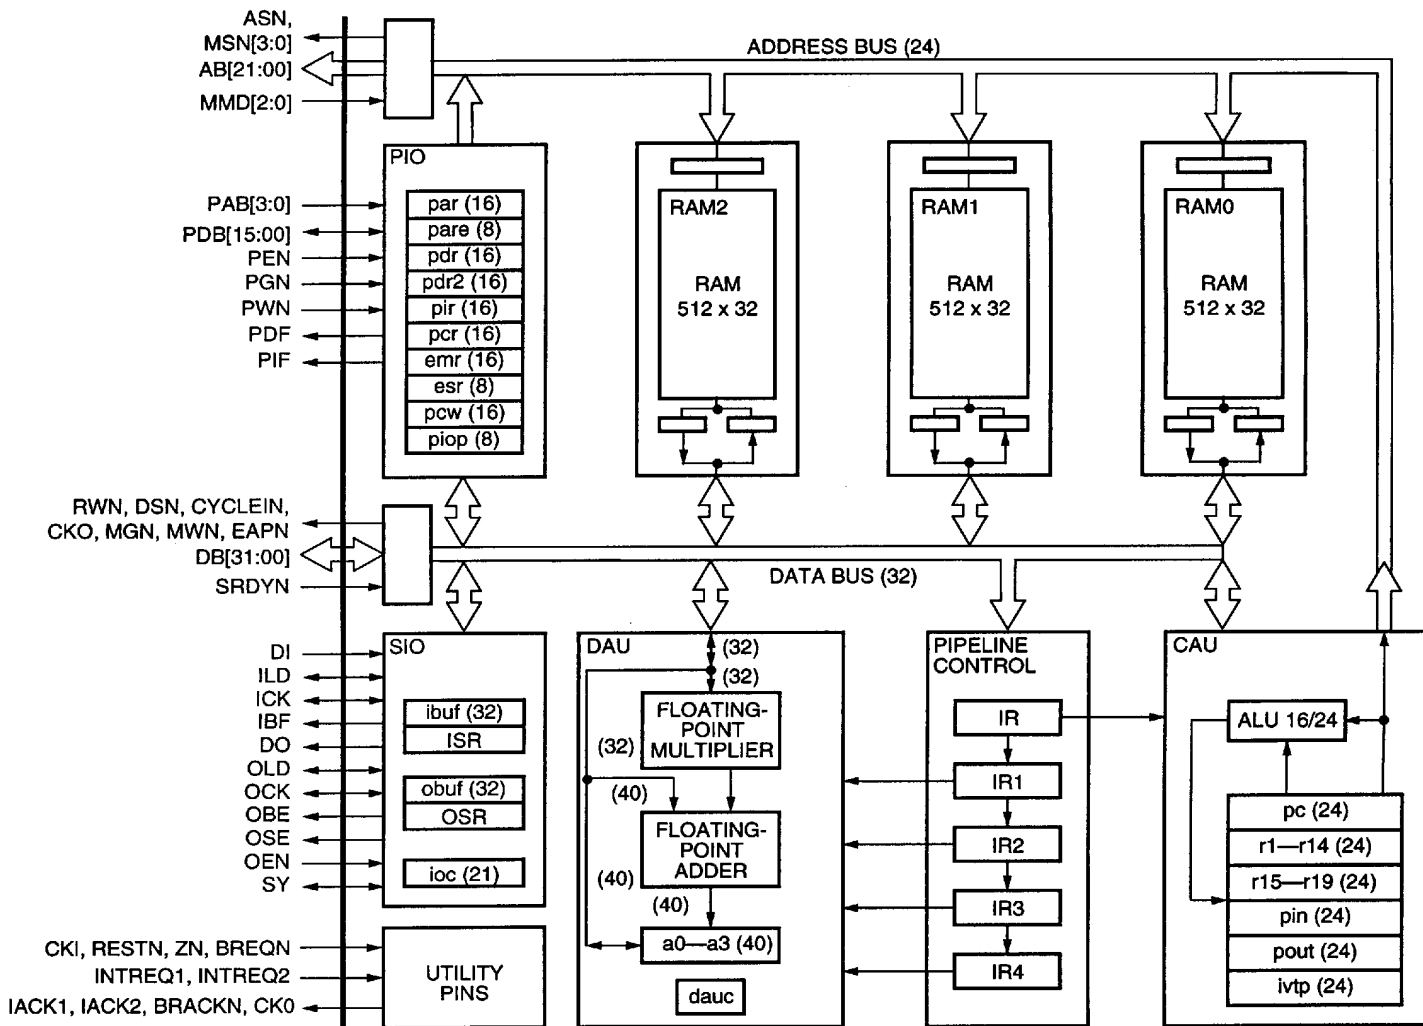 ASN,
MSN[3:0]
AB[21:00]
MMD[2:0]
ADDRESS BUS (24)
PIO
PAB[3:0]
PDB[15:00]
PEN
PGN
PWN
PDF
PIF
par (16)
pare (8)
pdr (16)
pdr2 (16)
pir (16)
pcr (16)
emr (16)
esr (8)
pcw (16)
piop (8)
RAM2
RAM
512 x 32
RAM1
RAM
512 x 32
RAM0
RAM
512 x 32
RWN, DSN, CYCLEIN,
CKO, MGN, MWN, EAPN
DB[31:00]
SRDYN
DATA BUS (32)
SIO
DI
ILD
ICK
IBF
DO
OLD
OCK
OBE
OSE
OEN
SY
ibuf (32)
ISR
obuf (32)
OSR
ioc (21)
DAU
(32)
(32)
FLOATING-
POINT
MULTIPLIER
(32)
(40)
FLOATING-
POINT
ADDER
(40)
(40)
a0—a3 (40)
dauc
PIPELINE
CONTROL
IR
IR1
IR2
IR3
IR4
CAU
ALU 16/24
pc (24)
r1—r14 (24)
r15—r19 (24)
pin (24)
pout (24)
ivtp (24)
CKI, RESTN, ZN, BREQN
INTREQ1, INTREQ2
IACK1, IACK2, BRACKN, CK0
UTILITY
PINS